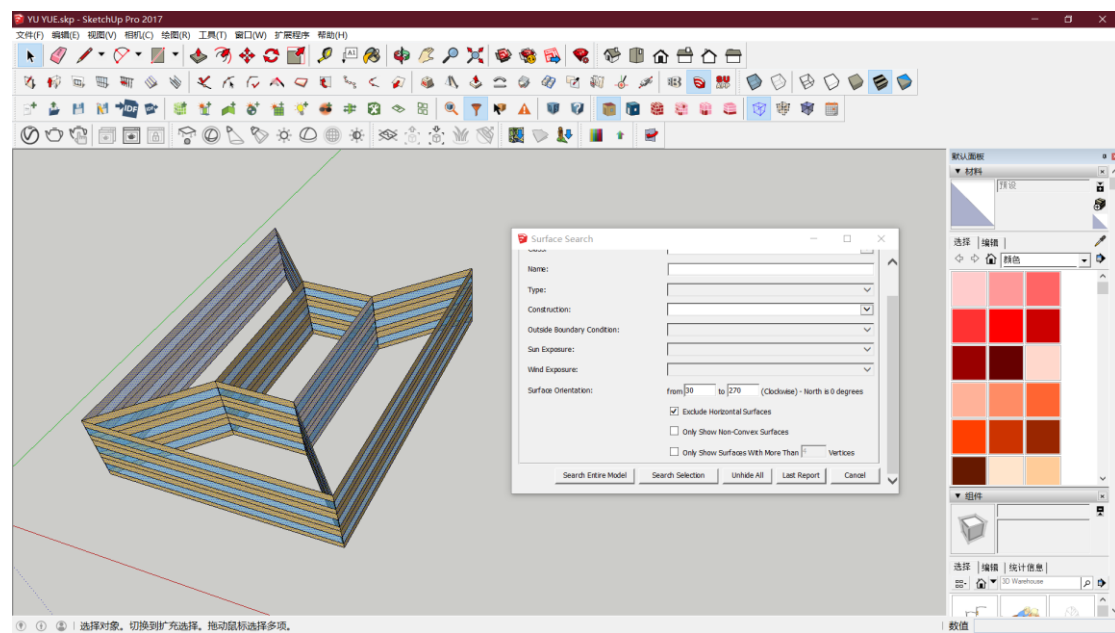 YU YUE.skp - SketchUp Pro 2017
文件(F) 编辑(E) 视图(V) 相机(C) 绘图(R) 工具(T) 窗口(W) 扩展程序 帮助(H)
默认面板
材料
预设
选择 编辑
颜色
Surface Search
Class:
Name:
Type:
Construction:
Outside Boundary Condition:
Sun Exposure:
Wind Exposure:
Surface Orientation: from 30 to 270 (Clockwise) - North is 0 degrees
Exclude Horizontal Surfaces
Only Show Non-Convex Surfaces
Only Show Surfaces With More Than 4 Vertices
Search Entire Model Search Selection Unhide All Last Report Cancel
组件
选择 编辑 统计信息
3D Warehouse
选择对象。切换到扩充选择。拖动鼠标选择多项。
数值